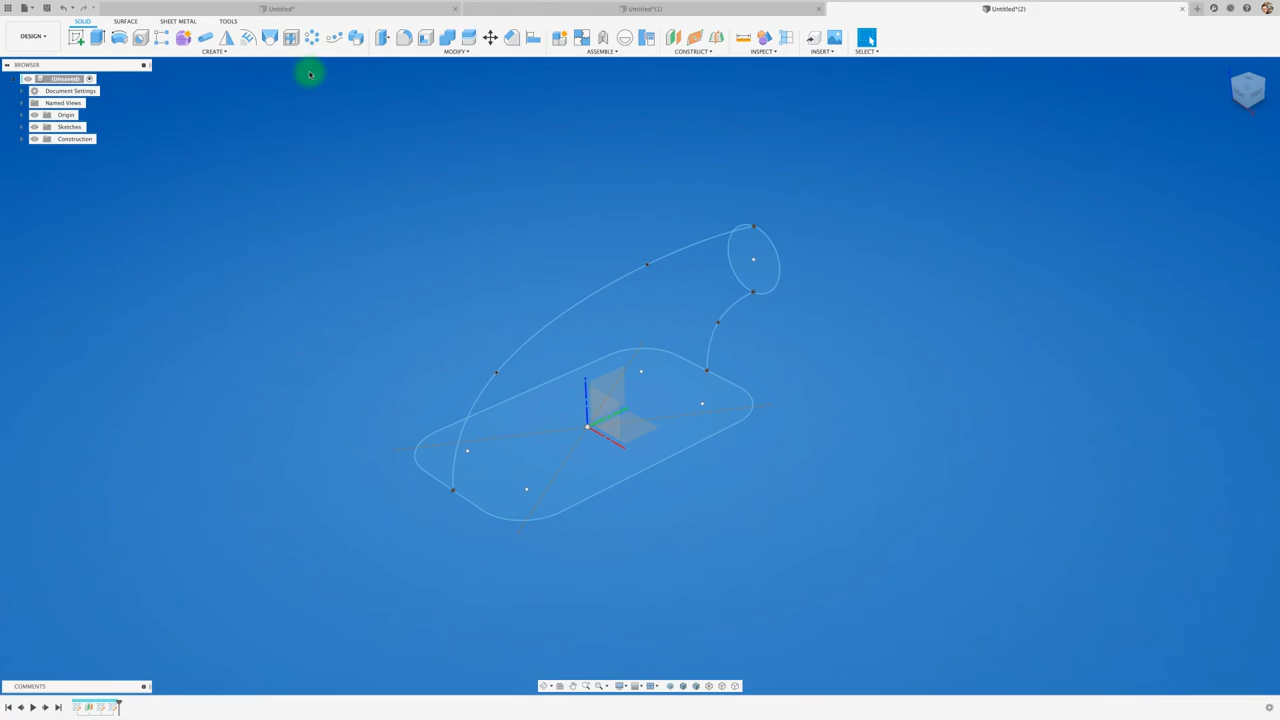 Untitled*
Untitled*(1)
Untitled*(2)
SOLID
SURFACE
SHEET METAL
TOOLS
DESIGN
CREATE
MODIFY
ASSEMBLE
CONSTRUCT
INSPECT
INSERT
SELECT
BROWSER
(Unsaved)
Document Settings
Named Views
Origin
Sketches
Construction
COMMENTS